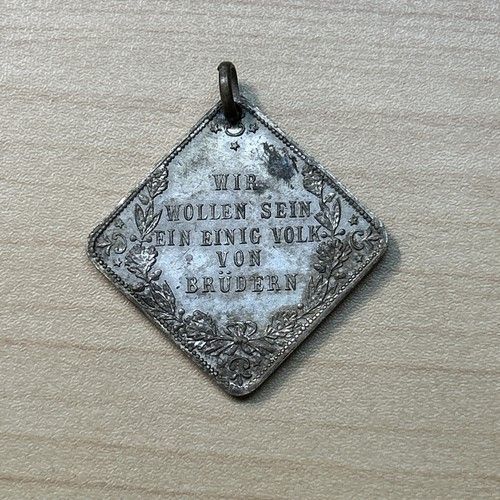 WIR
WOLLEN SEIN
EIN EINIG VOLK
VON
BRÜDERN